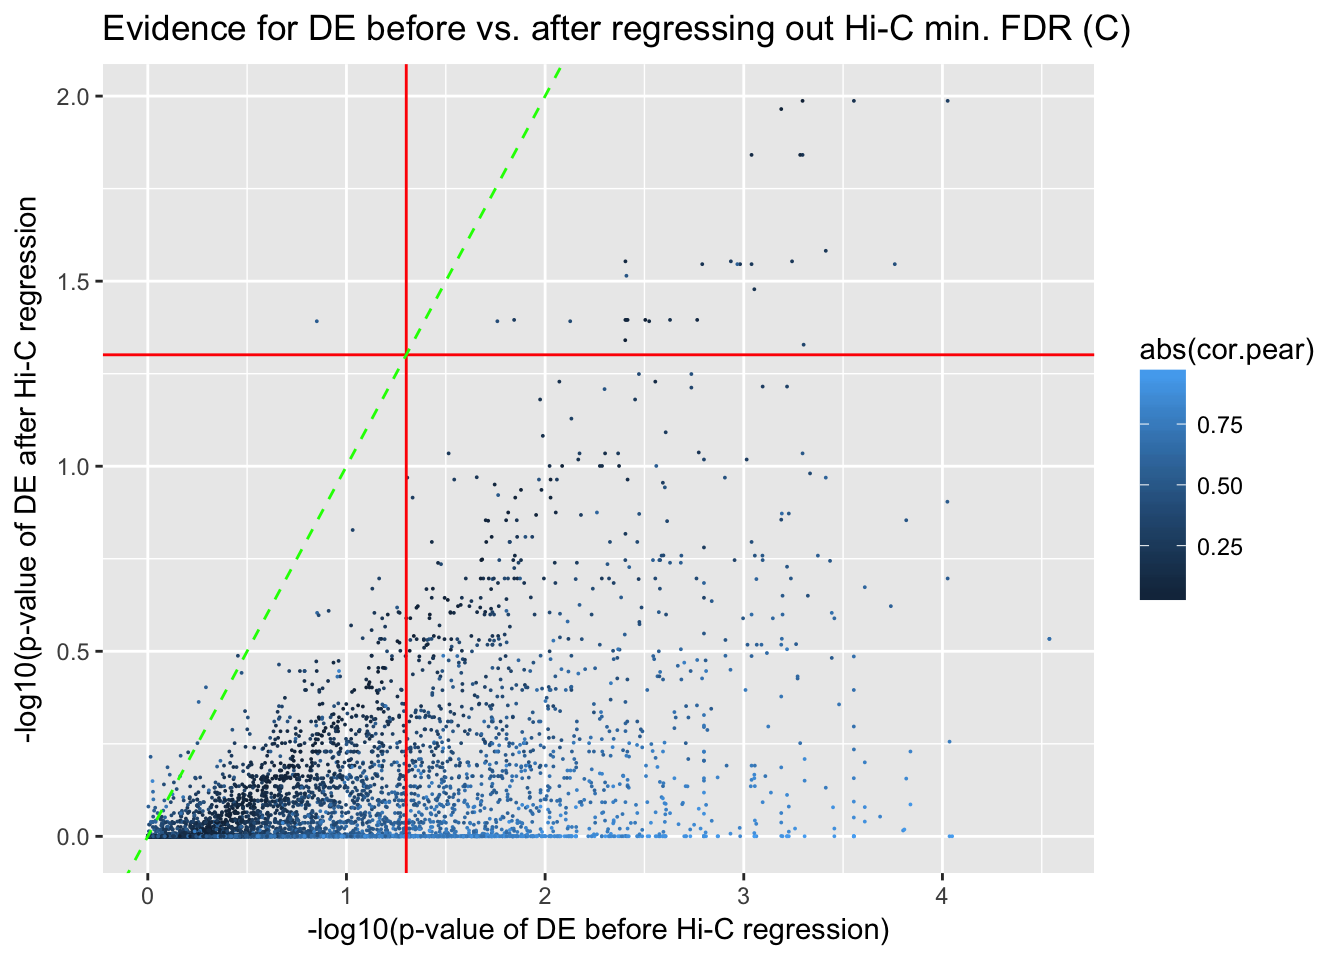 Evidence for DE before vs. after regressing out Hi-C min. FDR (C)
-log10(p-value of DE after Hi-C regression
2.0
1.5
1.0
0.5
0.0
0 1 2 3 4
-log10(p-value of DE before Hi-C regression)
abs(cor.pear)
0.75
0.50
0.25